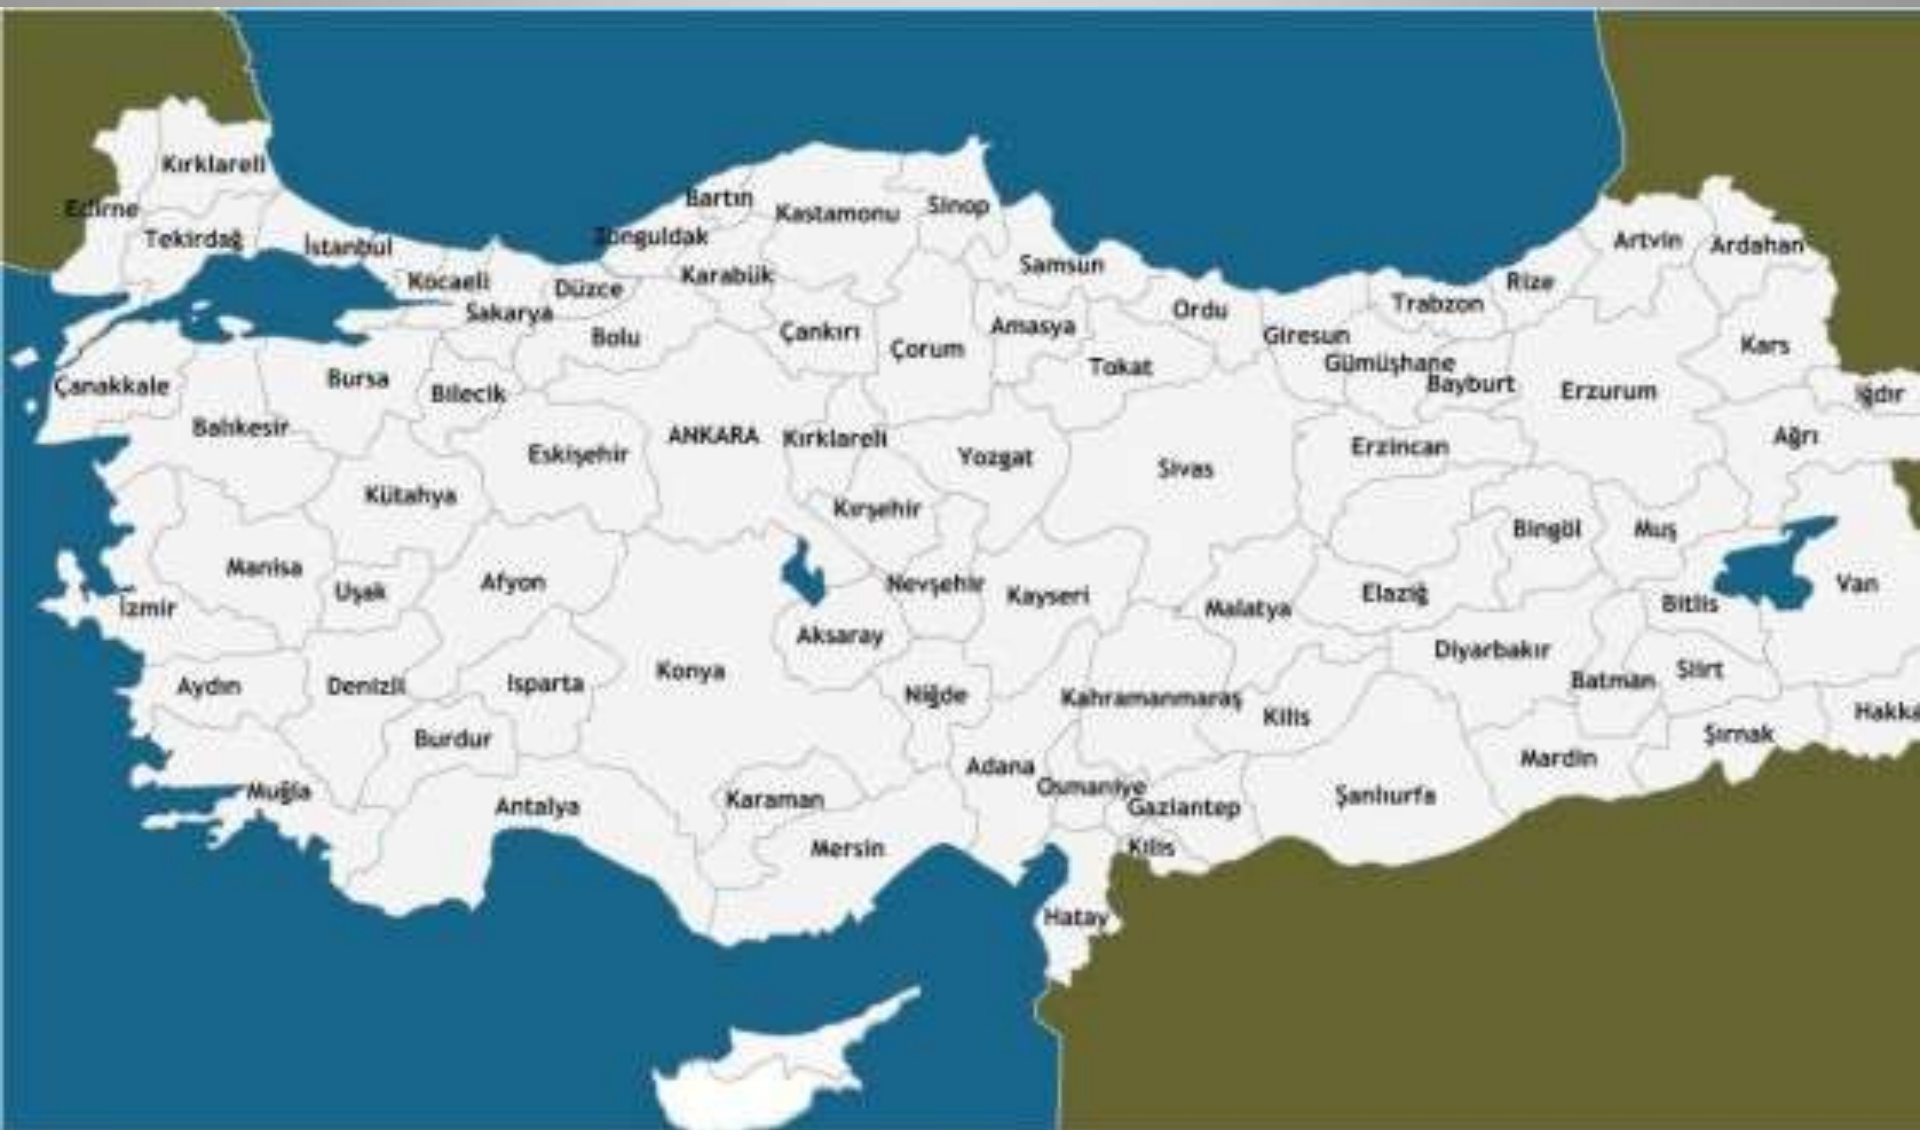 Kırklareli
Edirne
Tekirdağ
İstanbul
Kocaeli
Sakarya
Düzce
Zonguldak
Bartın
Karabük
Kastamonu
Sinop
Samsun
Ordu
Giresun
Trabzon
Rize
Artvin
Ardahan
Bolu
Çankırı
Çorum
Amasya
Tokat
Gümüşhane
Bayburt
Erzurum
Kars
Iğdır
Çanakkale
Balıkesir
Bursa
Bilecik
Eskişehir
ANKARA
Kırklareli
Yozgat
Sivas
Erzincan
Ağrı
Kütahya
Kırşehir
Bingöl
Muş
Manisa
Uşak
Afyon
Nevşehir
Kayseri
Malatya
Elazığ
Bitlis
Van
İzmir
Aksaray
Diyarbakır
Aydın
Denizli
Isparta
Konya
Niğde
Kahramanmaraş
Kilis
Batman
Siirt
Hakka
Burdur
Adana
Mardin
Şırnak
Muğla
Antalya
Karaman
Osmaniye
Gaziantep
Şanlıurfa
Mersin
Kilis
Hatay